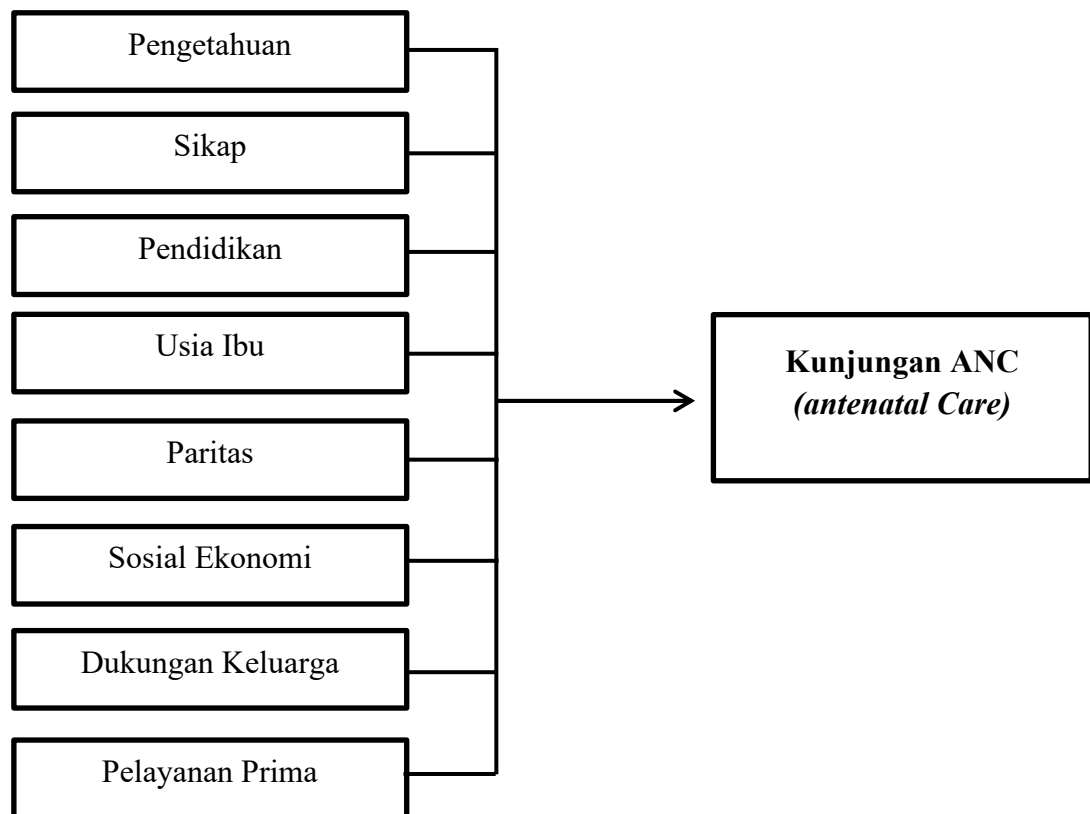 Pengetahuan
Sikap
Pendidikan
Usia Ibu
Paritas
Sosial Ekonomi
Dukungan Keluarga
Pelayanan Prima
Kunjungan ANC
(antenatal Care)